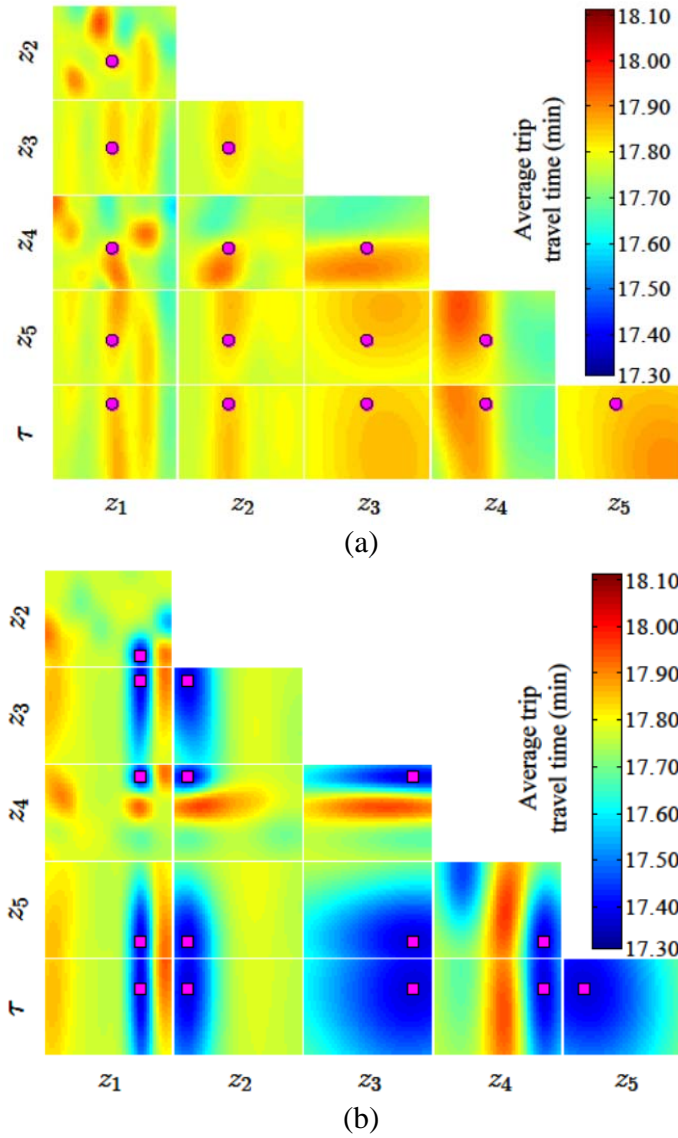 z2
z3
z4
z5
τ
z1 z2 z3 z4 z5
Average trip
travel time (min)
18.10
18.00
17.90
17.80
17.70
17.60
17.50
17.40
17.30
(a)
z2
z3
z4
z5
τ
z1 z2 z3 z4 z5
Average trip
travel time (min)
18.10
18.00
17.90
17.80
17.70
17.60
17.50
17.40
17.30
(b)